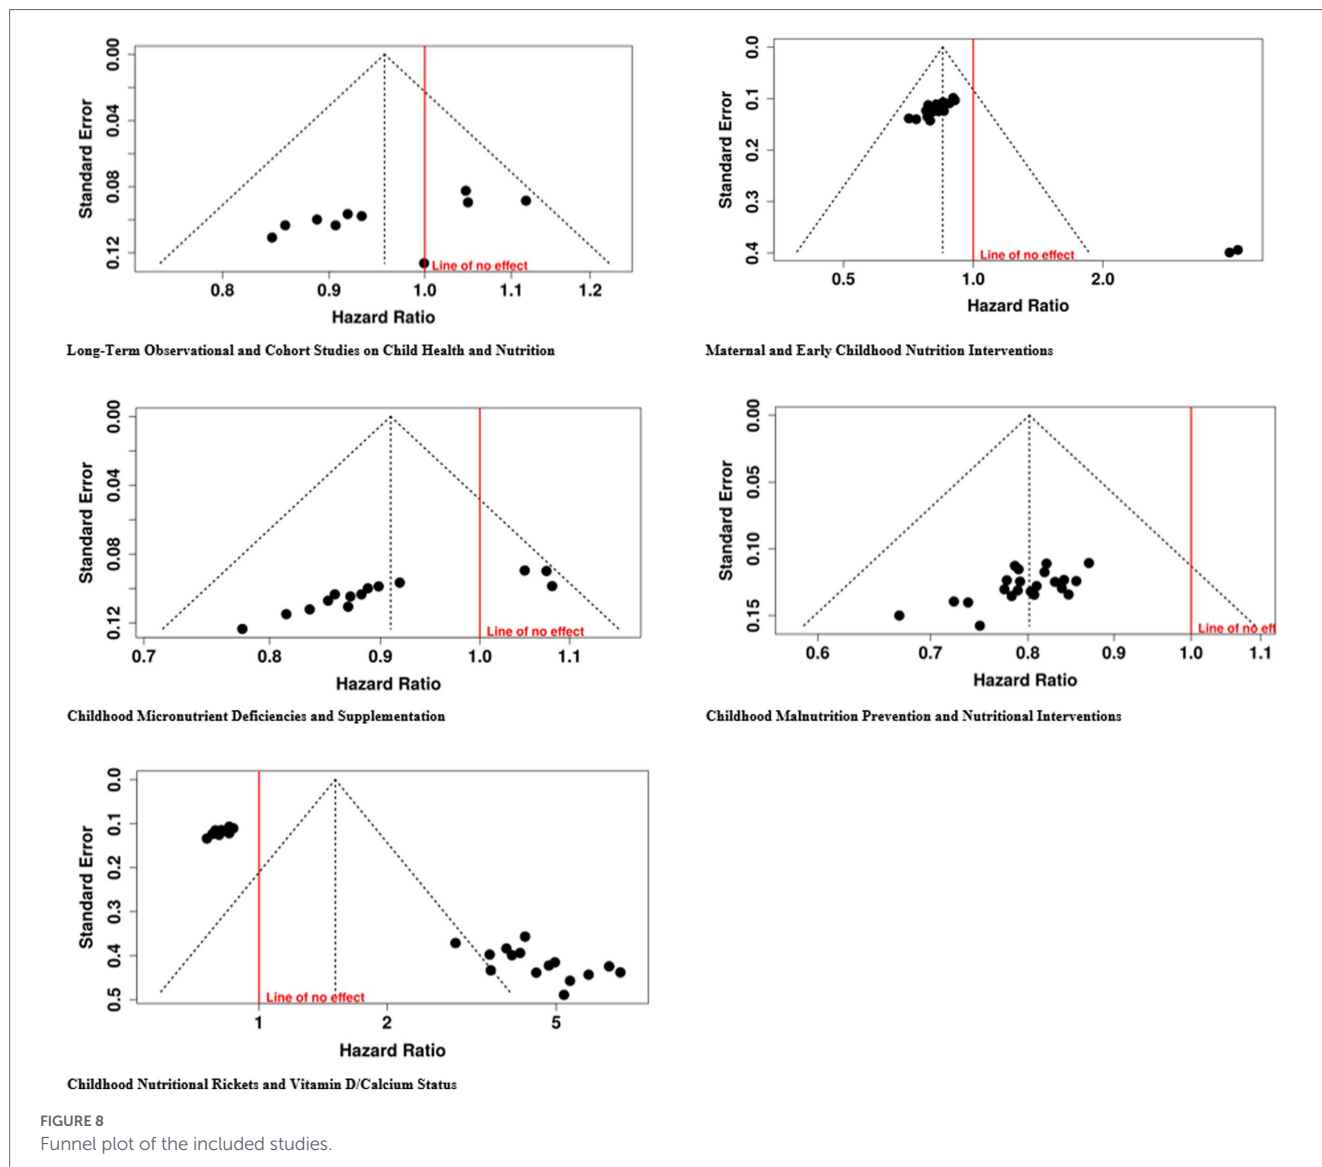 0.00
0.04
0.08
0.12
Standard Error
Line of no effect
0.8 0.9 1.0 1.1 1.2
Hazard Ratio
Long-Term Observational and Cohort Studies on Child Health and Nutrition
0.0
0.1
0.2
0.3
0.4
Standard Error
Line of no effect
0.5 1.0 2.0
Hazard Ratio
Maternal and Early Childhood Nutrition Interventions
0.00
0.04
0.08
0.12
Standard Error
Line of no effect
0.7 0.8 0.9 1.0 1.1
Hazard Ratio
Childhood Micronutrient Deficiencies and Supplementation
0.00
0.05
0.10
0.15
Standard Error
Line of no eff
0.6 0.7 0.8 0.9 1.0 1.1
Hazard Ratio
Childhood Malnutrition Prevention and Nutritional Interventions
0.0
0.1
0.2
0.3
0.4
0.5
Standard Error
Line of no effect
1 2 5
Hazard Ratio
Childhood Nutritional Rickets and Vitamin D/Calcium Status
FIGURE 8
Funnel plot of the included studies.